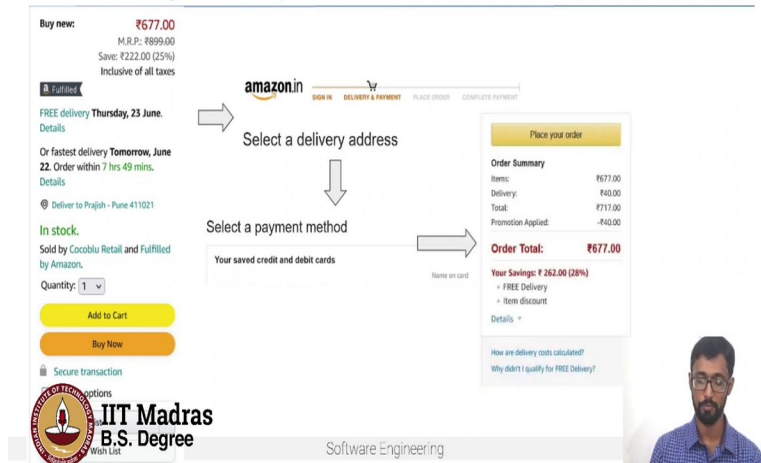 Buy new: ₹677.00
M.R.P.: ₹899.00
Save: ₹222.00 (25%)
Inclusive of all taxes
a Fulfilled
FREE delivery Thursday, 23 June.
Details
Or fastest delivery Tomorrow, June
22. Order within 7 hrs 49 mins.
Details
Deliver to Prajish - Pune 411021
In stock.
Sold by Cocoblu Retail and Fulfilled
by Amazon.
Quantity: 1
Add to Cart
Buy Now
Secure transaction
options
Wish List
amazon.in
SIGN IN DELIVERY & PAYMENT PLACE ORDER COMPLETE PAYMENT
Select a delivery address
Select a payment method
Your saved credit and debit cards
Name on card
Place your order
Order Summary
Items: ₹677.00
Delivery: ₹40.00
Total: ₹717.00
Promotion Applied: -₹40.00
Order Total: ₹677.00
Your Savings: ₹ 262.00 (28%)
FREE Delivery
Item discount
Details
How are delivery costs calculated?
Why didn't I qualify for FREE Delivery?
INDIAN INSTITUTE OF TECHNOLOGY MADRAS
IIT Madras
B.S. Degree
Software Engineering